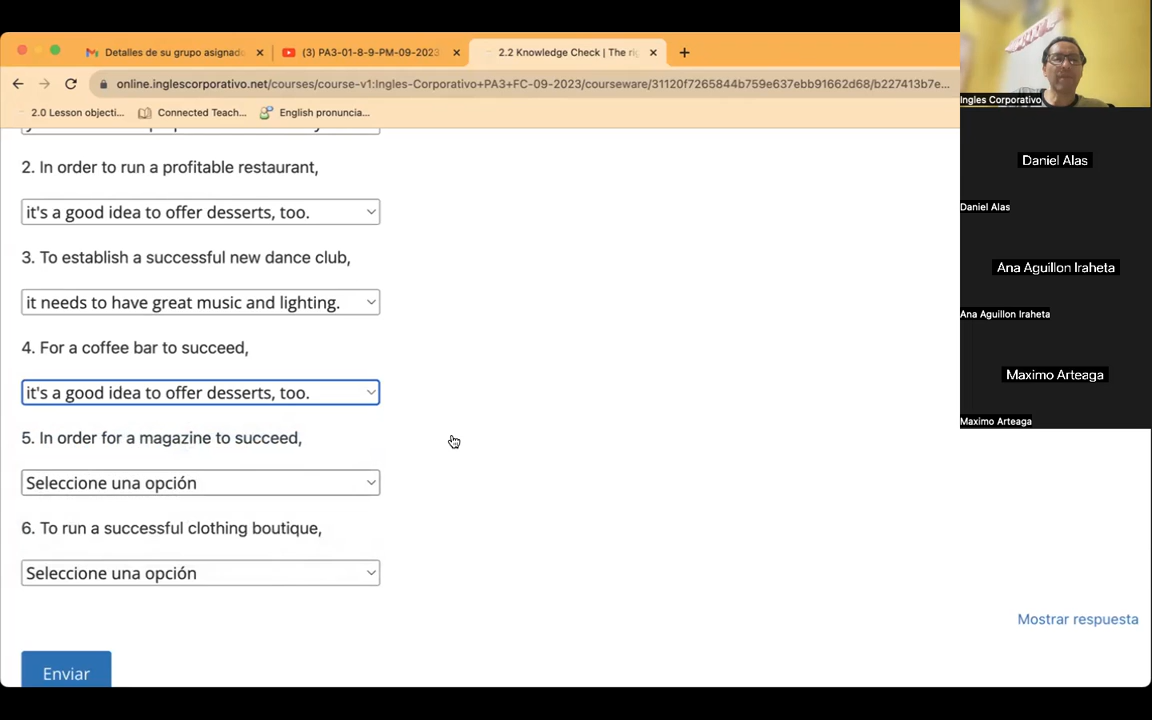 Detalles de su grupo asignad
(3) PA3-01-8-9-PM-09-2023
2.2 Knowledge Check | The ri
online.inglescorporativo.net/courses/course-v1:Ingles-Corporativo+PA3+FC-09-2023/courseware/31120f7265844b759e637ebb91662d68/b227413b7e...
2.0 Lesson objecti...
Connected Teach...
English pronuncia...
2. In order to run a profitable restaurant,
it's a good idea to offer desserts, too.
3. To establish a successful new dance club,
it needs to have great music and lighting.
4. For a coffee bar to succeed,
it's a good idea to offer desserts, too.
5. In order for a magazine to succeed,
Seleccione una opción
6. To run a successful clothing boutique,
Seleccione una opción
Mostrar respuesta
Enviar
Ingles Corporativo
Daniel Alas
Daniel Alas
Ana Aguillon Iraheta
Ana Aguillon Iraheta
Maximo Arteaga
Maximo Arteaga